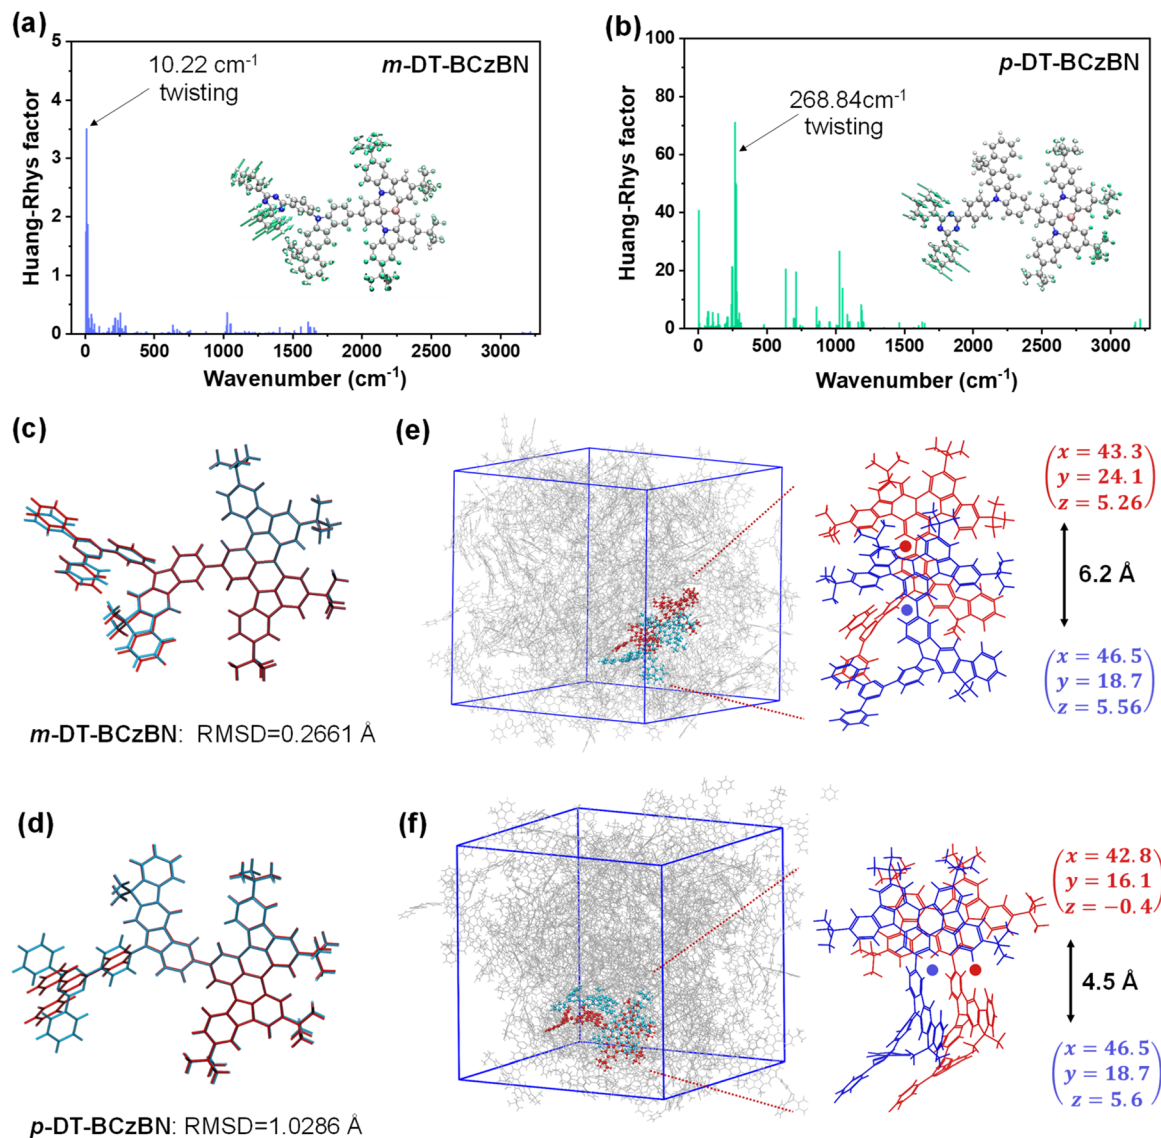 (a)
5
4
3
2
1
0
Huang-Rhys factor
10.22 cm⁻¹
twisting
m-DT-BCzBN
0 500 1000 1500 2000 2500 3000
Wavenumber (cm⁻¹)
(b)
100
80
60
40
20
0
Huang-Rhys factor
268.84cm⁻¹
twisting
p-DT-BCzBN
0 500 1000 1500 2000 2500 3000
Wavenumber (cm⁻¹)
(c)
m-DT-BCzBN: RMSD=0.2661 Å
(d)
p-DT-BCzBN: RMSD=1.0286 Å
(e)
x = 43.3
y = 24.1
z = 5.26
6.2 Å
x = 46.5
y = 18.7
z = 5.56
(f)
x = 42.8
y = 16.1
z = −0.4
4.5 Å
x = 46.5
y = 18.7
z = 5.6